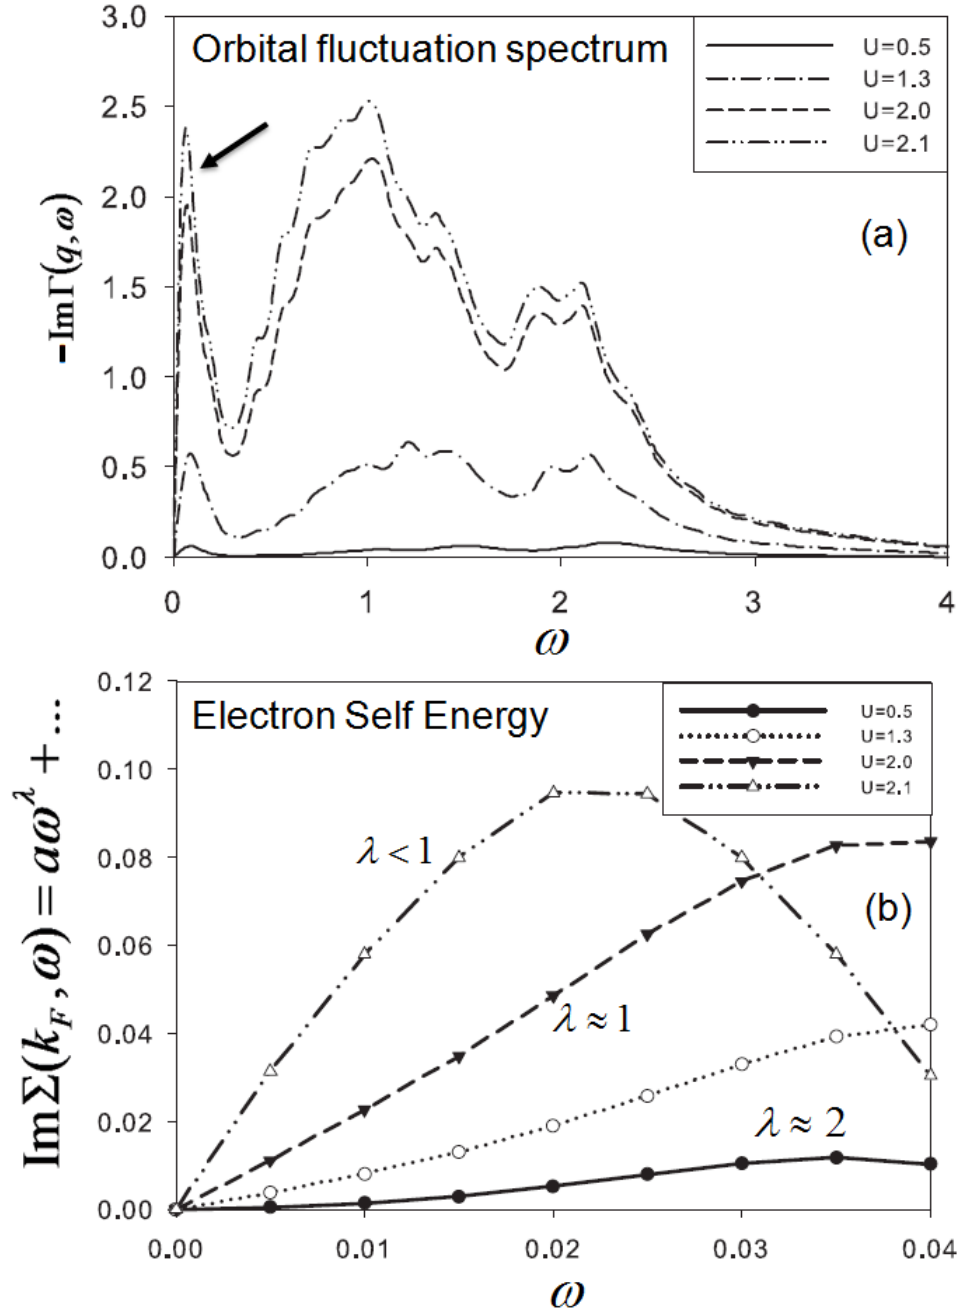 Orbital fluctuation spectrum
U=0.5
U=1.3
U=2.0
U=2.1
(a)
-ImΓ(q,ω)
3.0
2.5
2.0
1.5
1.0
0.5
0.0
0 1 2 3 4
ω
Electron Self Energy
U=0.5
U=1.3
U=2.0
U=2.1
(b)
ImΣ(k_F,ω)=aω^λ+...
0.12
0.10
0.08
0.06
0.04
0.02
0.00
λ<1
λ≈1
λ≈2
0.00 0.01 0.02 0.03 0.04
ω